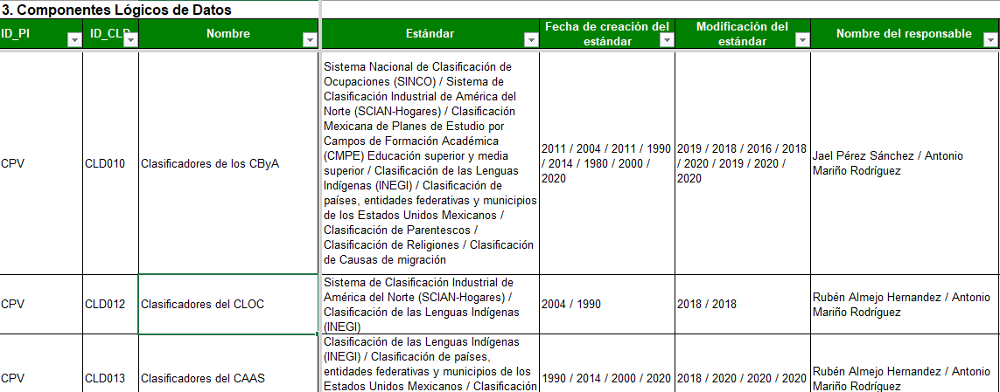 3. Componentes Lógicos de Datos
ID_PI
ID_CLD
Nombre
Estándar
Fecha de creación del
estándar
Modificación del
estándar
Nombre del responsable
CPV
CLD010
Clasificadores de los CByA
Sistema Nacional de Clasificación de
Ocupaciones (SINCO) / Sistema de
Clasificación Industrial de América del
Norte (SCIAN-Hogares) / Clasificación
Mexicana de Planes de Estudio por
Campos de Formación Académica
(CMPE) Educación superior y media
superior / Clasificación de las Lenguas
Indígenas (INEGI) / Clasificación de
países, entidades federativas y municipios
de los Estados Unidos Mexicanos /
Clasificación de Parentescos /
Clasificación de Religiones / Clasificación
de Causas de migración
2011 / 2004 / 2011 / 1990
/ 2014 / 1980 / 2000 /
2020
2019 / 2018 / 2016 / 2018
/ 2020 / 2019 / 2020 /
2020
Jael Pérez Sánchez / Antonio
Mariño Rodríguez
CPV
CLD012
Clasificadores del CLOC
Sistema de Clasificación Industrial de
América del Norte (SCIAN-Hogares) /
Clasificación de las Lenguas Indígenas
(INEGI)
2004 / 1990
2018 / 2018
Rubén Almejo Hernandez / Antonio
Mariño Rodríguez
CPV
CLD013
Clasificadores del CAAS
Clasificación de las Lenguas Indígenas
(INEGI) / Clasificación de países,
entidades federativas y municipios de los
Estados Unidos Mexicanos / Clasificación
1990 / 2014 / 2000 / 2020
2018 / 2020 / 2020 / 2020
Rubén Almejo Hernandez / Antonio
Mariño Rodríguez